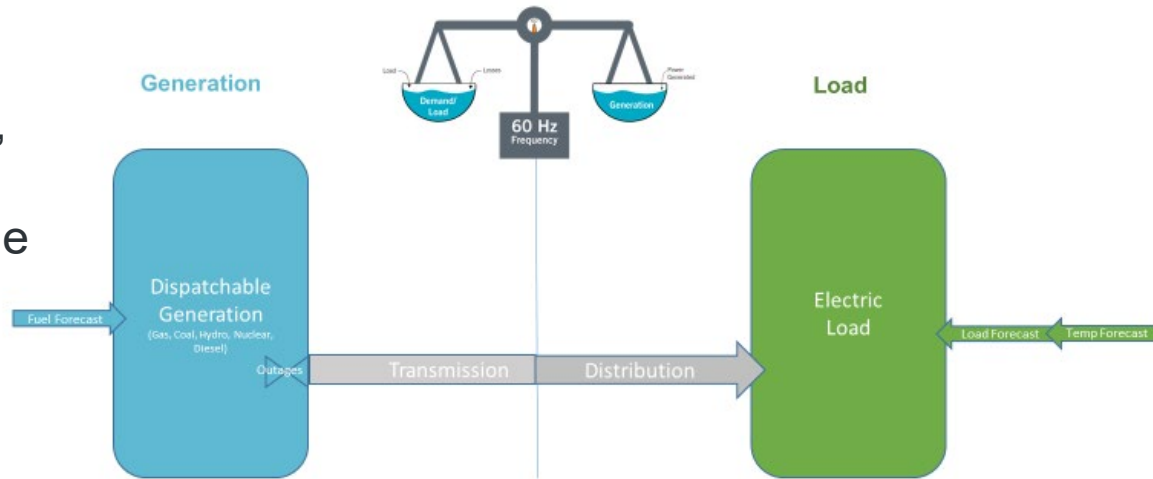 Generation
Load
Losses
Demand/
Load
60 Hz
Frequency
Power
Generated
Generation
Load
,
e
Fuel Forecast
Dispatchable
Generation
(Gas, Coal, Hydro, Nuclear,
Diesel)
Outages
Transmission
Distribution
Electric
Load
Load Forecast
Temp Forecast